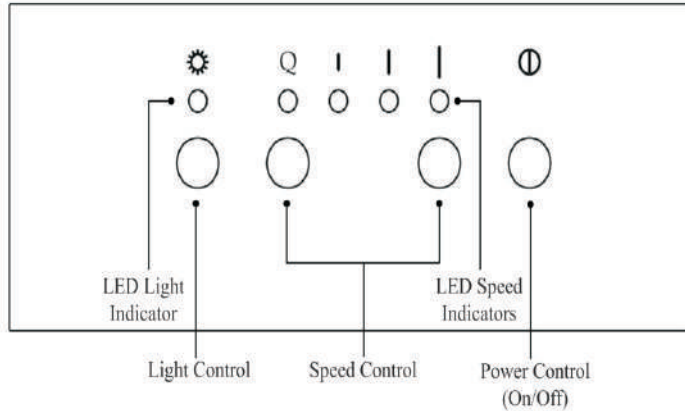 Q
LED Light
Indicator
LED Speed
Indicators
Light Control
Speed Control
Power Control
(On/Off)